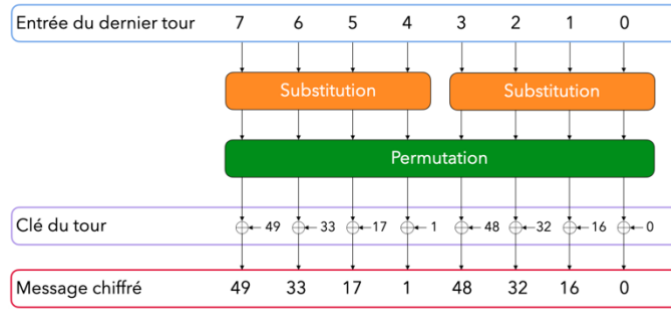 Entrée du dernier tour 7 6 5 4 3 2 1 0
Substitution Substitution
Permutation
Clé du tour 49 33 17 1 48 32 16 0
Message chiffré 49 33 17 1 48 32 16 0